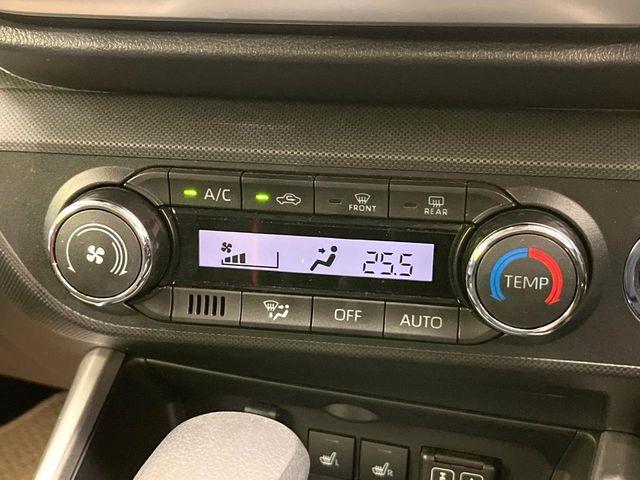 A/C
FRONT
REAR
25.5
TEMP
OFF
AUTO
L
R